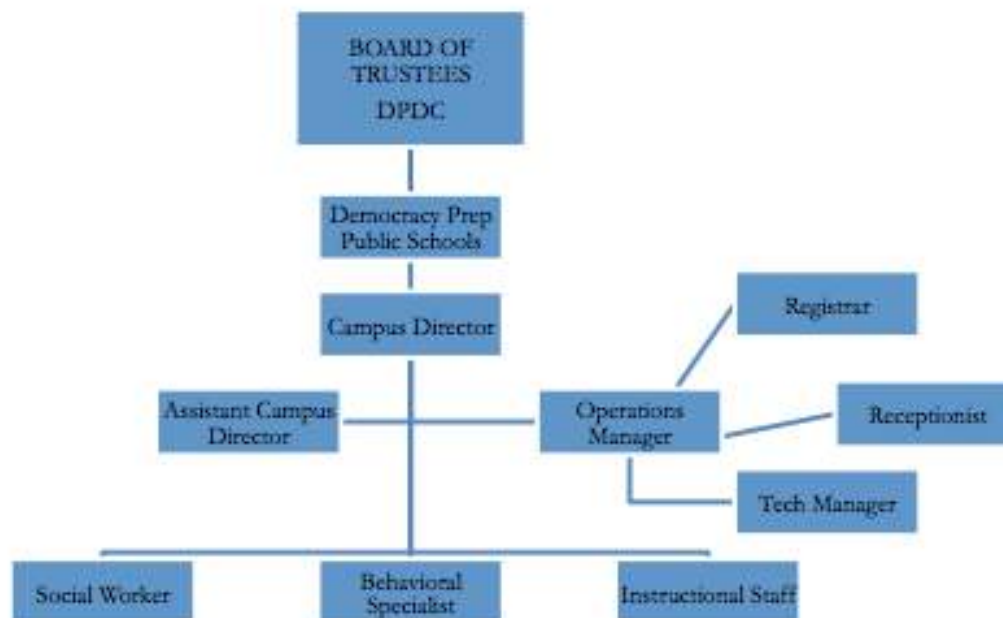 BOARD OF
TRUSTEES
DPDC
Democracy Prep
Public Schools
Campus Director
Registrar
Assistant Campus
Director
Operations
Manager
Receptionist
Tech Manager
Social Worker
Behavioral
Specialist
Instructional Staff